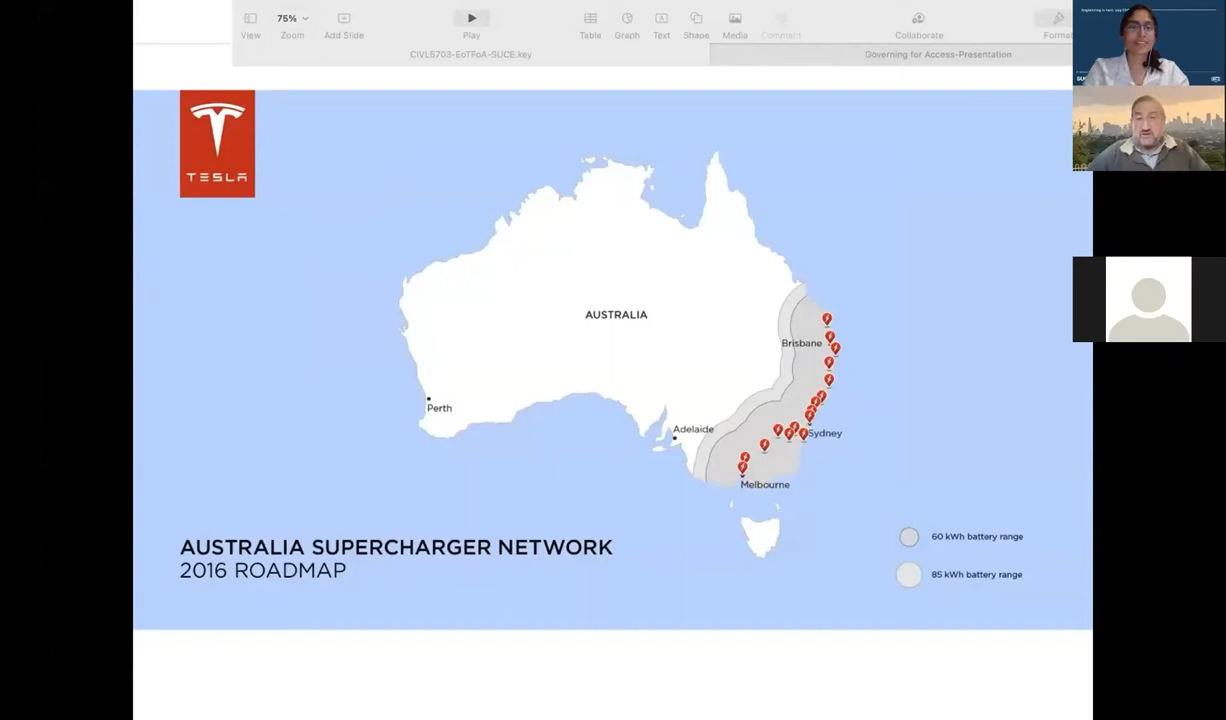 75%
View
Zoom
Add Slide
Play
Table
Graph
Text
Shape
Media
Comment
Collaborate
Format
CIVL5703-EoTFoA-SUCE.key
Governing for Access-Presentation
TESLA
AUSTRALIA
Brisbane
Perth
Adelaide
Sydney
Melbourne
60 kWh battery range
AUSTRALIA SUPERCHARGER NETWORK
2016 ROADMAP
85 kWh battery range